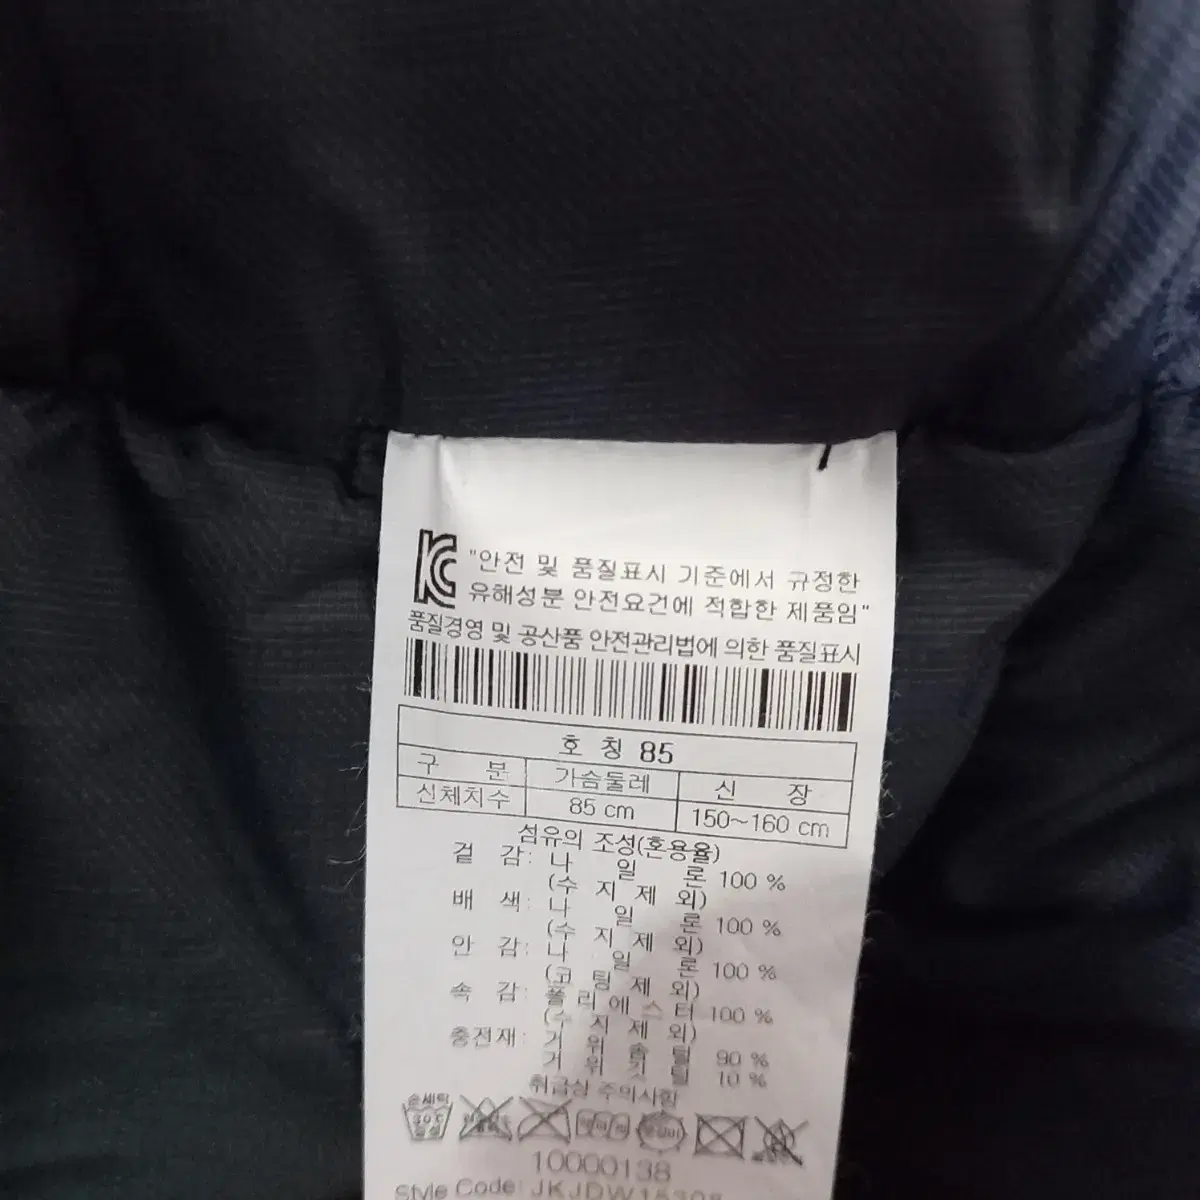 KC "안전 및 품질표시 기준에서 규정한
유해성분 안전요건에 적합한 제품임"
품질경영 및 공산품 안전관리법에 의한 품질표시
호 칭 85
구 분 가슴둘레 신 장
신체치수 85 cm 150~160 cm
섬유의 조성(혼용율)
겉 감: 나 일 론 100 %
(수 지 제 외)
배 색: 나 일 론 100 %
(수 지 제 외)
안 감: 나 일 론 100 %
(코 팅 제 외)
속 감: 폴 리 에 스 터 100 %
(수 지 제 외)
충전재: 거 위 솜 털 90 %
거 위 깃 털 10 %
취급상 주의사항
손세탁
30℃
중성
10000138
Style Code: JKJDW15308